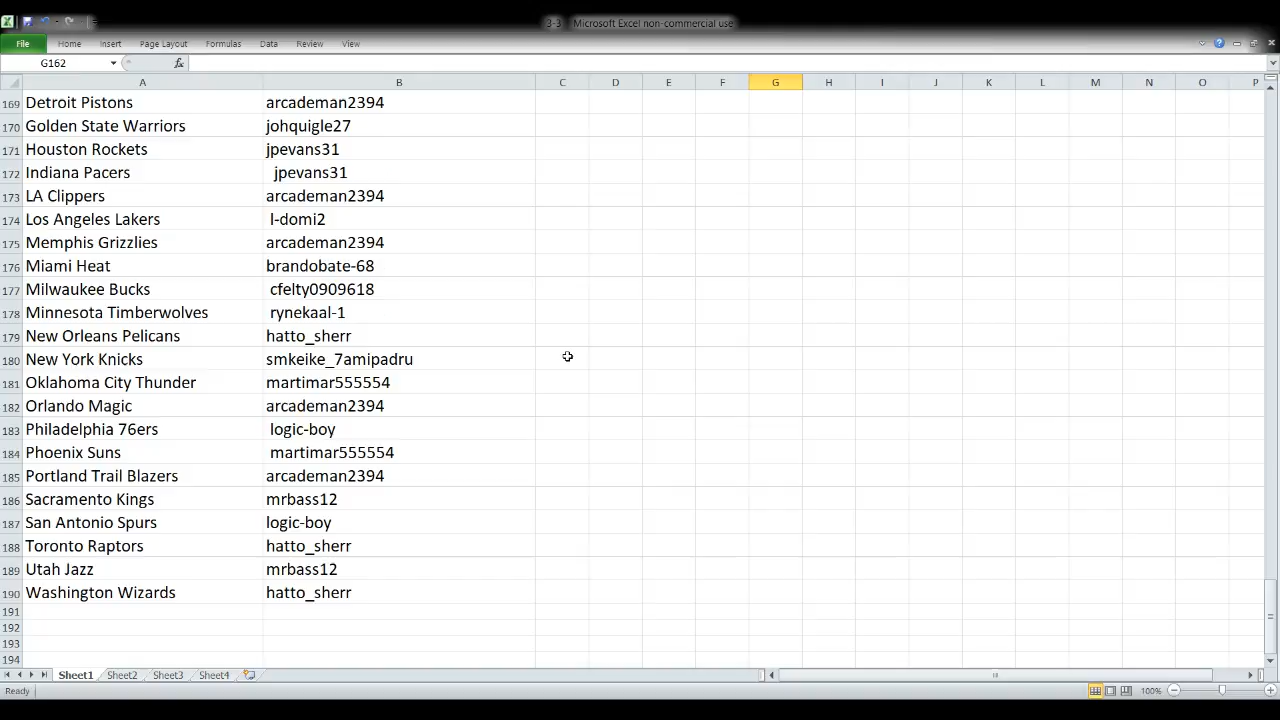 3-3 Microsoft Excel non-commercial use
File Home Insert Page Layout Formulas Data Review View
G162 fx
A B C D E F G H I J K L M N O P
169 Detroit Pistons arcademan2394
170 Golden State Warriors johquigle27
171 Houston Rockets jpevans31
172 Indiana Pacers jpevans31
173 LA Clippers arcademan2394
174 Los Angeles Lakers l-domi2
175 Memphis Grizzlies arcademan2394
176 Miami Heat brandobate-68
177 Milwaukee Bucks cfelty0909618
178 Minnesota Timberwolves rynekaal-1
179 New Orleans Pelicans hatto_sherr
180 New York Knicks smkeike_7amipadru
181 Oklahoma City Thunder martimar555554
182 Orlando Magic arcademan2394
183 Philadelphia 76ers logic-boy
184 Phoenix Suns martimar555554
185 Portland Trail Blazers arcademan2394
186 Sacramento Kings mrbass12
187 San Antonio Spurs logic-boy
188 Toronto Raptors hatto_sherr
189 Utah Jazz mrbass12
190 Washington Wizards hatto_sherr
191
192
193
194
Sheet1 Sheet2 Sheet3 Sheet4
Ready 100%